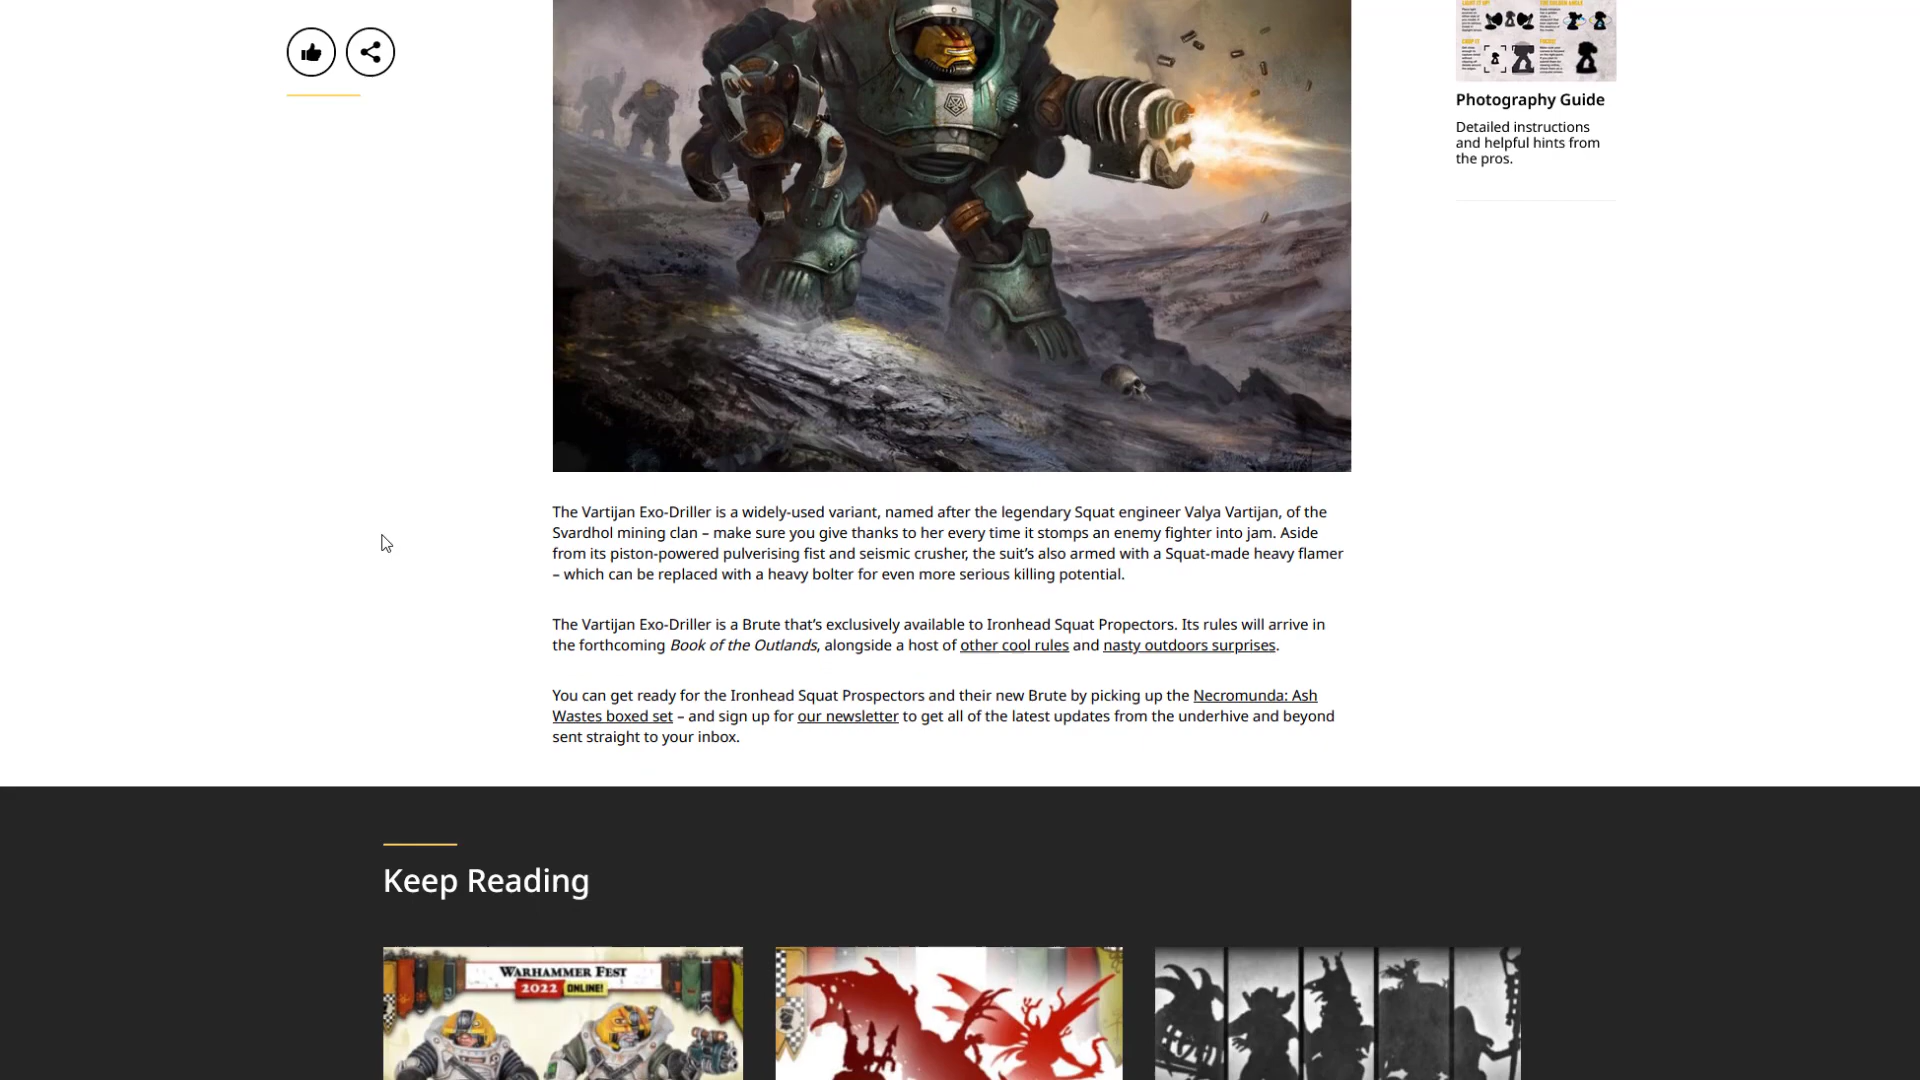 LIGHT IT UP!
Photography Guide
Detailed instructions
and helpful hints from
the pros.
The Vartijan Exo-Driller is a widely-used variant, named after the legendary Squat engineer Valya Vartijan, of the
Svardhol mining clan – make sure you give thanks to her every time it stomps an enemy fighter into jam. Aside
from its piston-powered pulverising fist and seismic crusher, the suit’s also armed with a Squat-made heavy flamer
– which can be replaced with a heavy bolter for even more serious killing potential.
The Vartijan Exo-Driller is a Brute that’s exclusively available to Ironhead Squat Propectors. Its rules will arrive in
the forthcoming Book of the Outlands, alongside a host of other cool rules and nasty outdoors surprises.
You can get ready for the Ironhead Squat Prospectors and their new Brute by picking up the Necromunda: Ash
Wastes boxed set – and sign up for our newsletter to get all of the latest updates from the underhive and beyond
sent straight to your inbox.
Keep Reading
WARHAMMER FEST
2022 ONLINE!